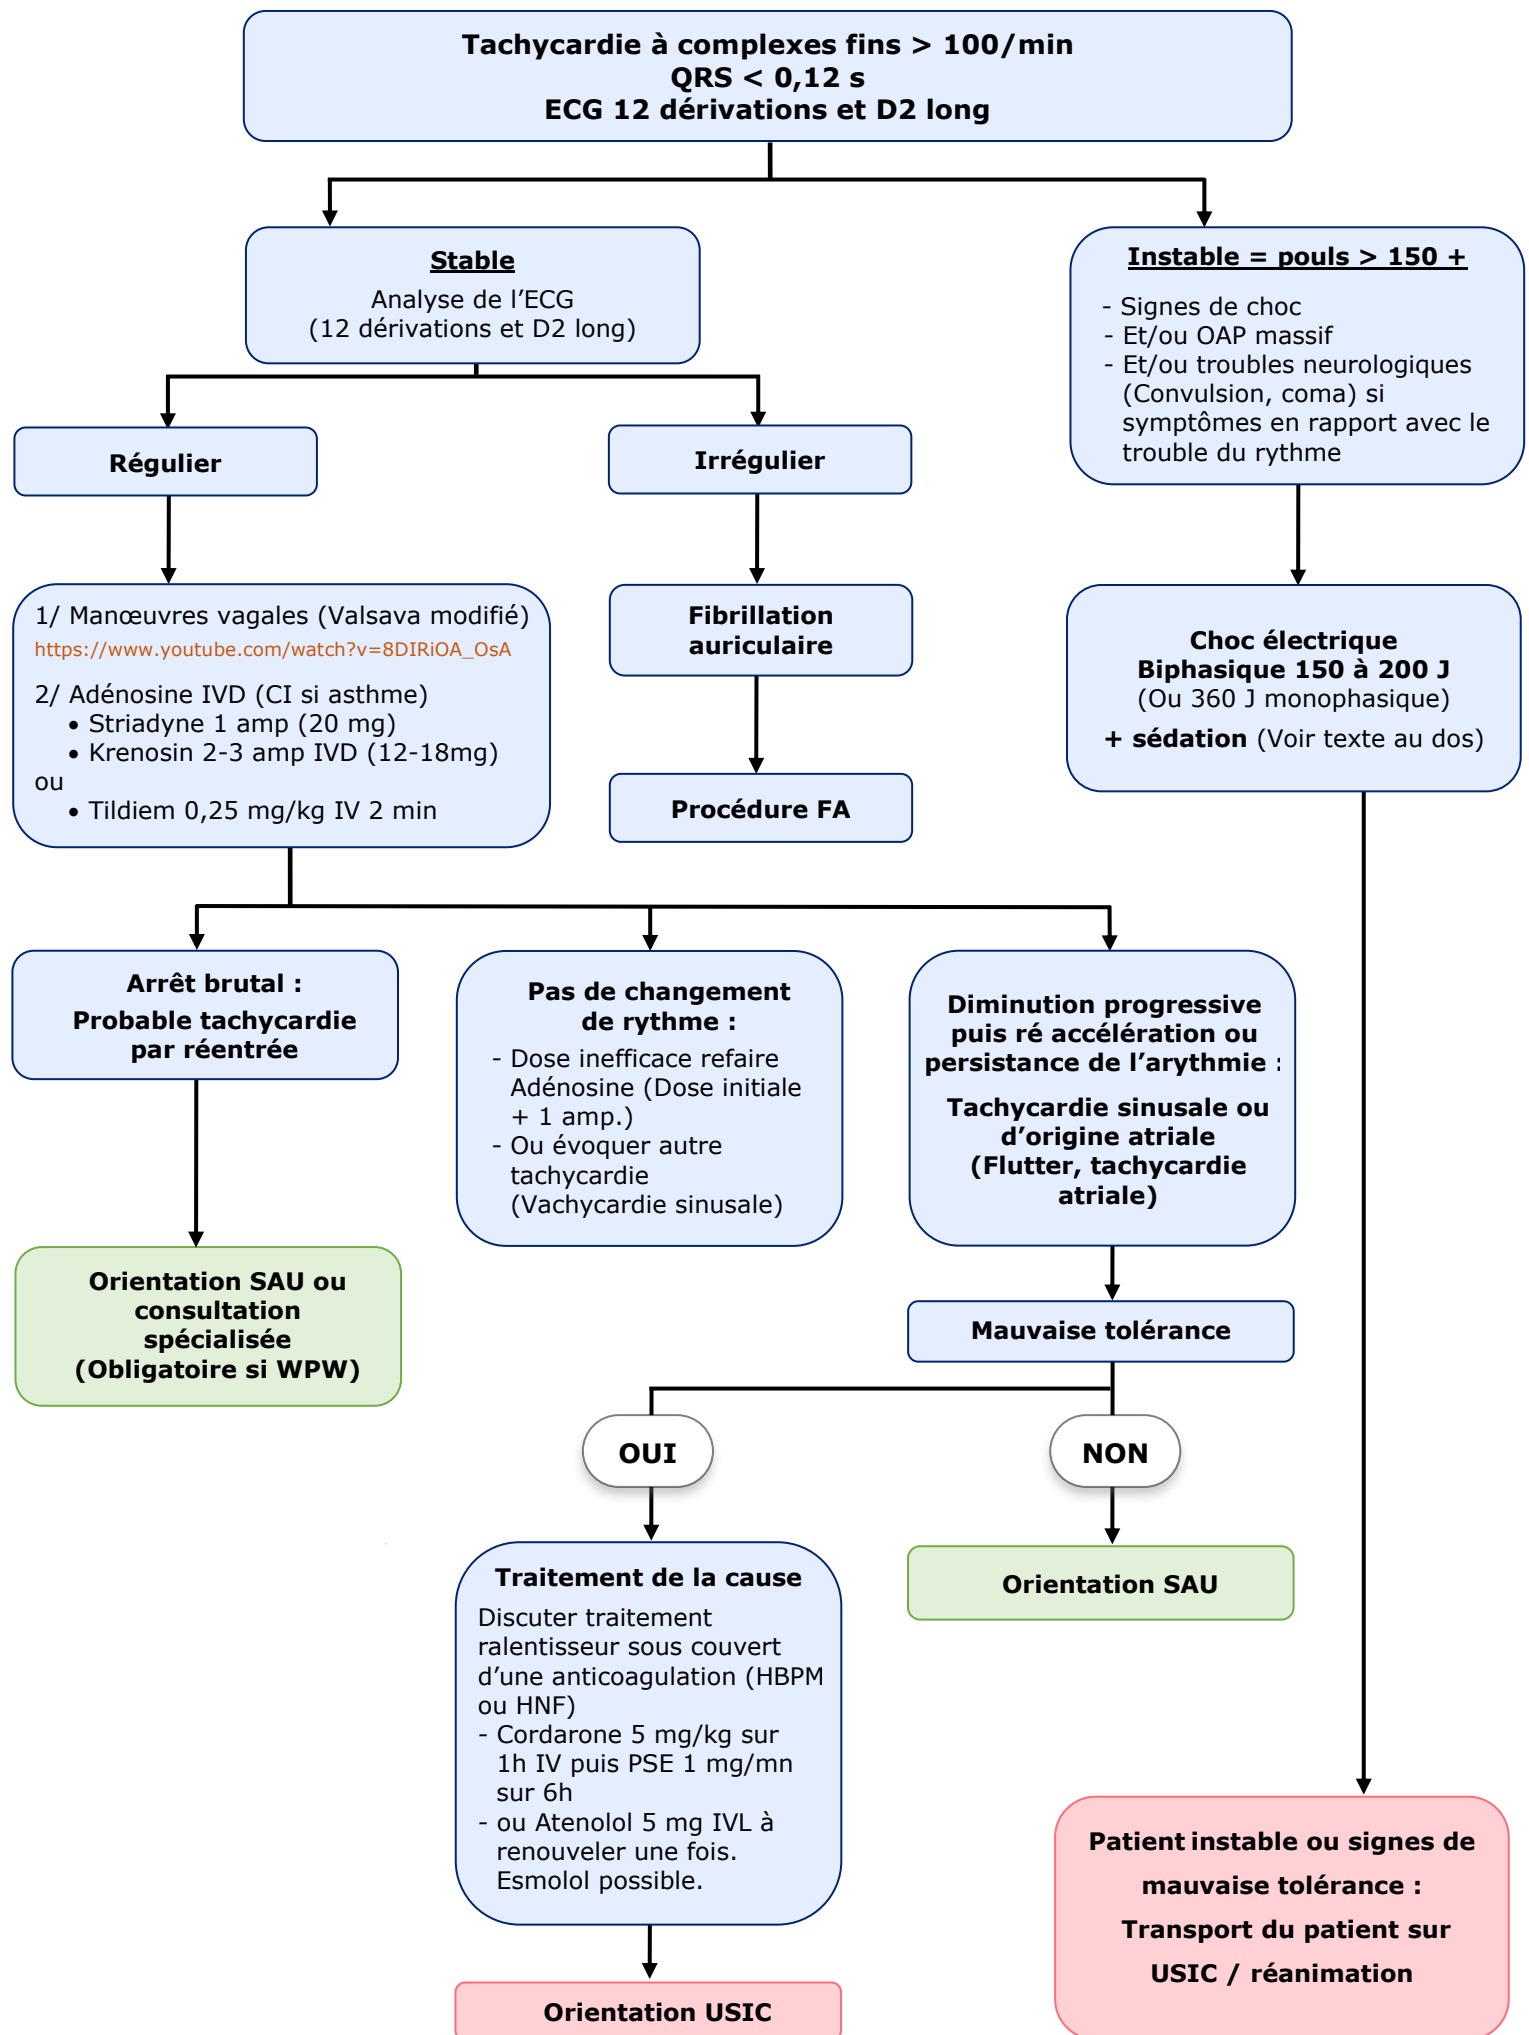 Tachycardie à complexes fins > 100/min
QRS < 0,12 s
ECG 12 dérivations et D2 long
Stable
Analyse de l’ECG
(12 dérivations et D2 long)
Instable = pouls > 150 +
- Signes de choc
- Et/ou OAP massif
- Et/ou troubles neurologiques
(Convulsion, coma) si
symptômes en rapport avec le
trouble du rythme
Régulier
Irrégulier
1/ Manœuvres vagales (Valsava modifié)
https://www.youtube.com/watch?v=8DIRiOA_OsA
2/ Adénosine IVD (CI si asthme)
• Striadyne 1 amp (20 mg)
• Krenosin 2-3 amp IVD (12-18mg)
ou
• Tildiem 0,25 mg/kg IV 2 min
Fibrillation
auriculaire
Procédure FA
Choc électrique
Biphasique 150 à 200 J
(Ou 360 J monophasique)
+ sédation (Voir texte au dos)
Arrêt brutal :
Probable tachycardie
par réentrée
Pas de changement
de rythme :
- Dose inefficace refaire
Adénosine (Dose initiale
+ 1 amp.)
- Ou évoquer autre
tachycardie
(Vachycardie sinusale)
Diminution progressive
puis ré accélération ou
persistance de l’arythmie :
Tachycardie sinusale ou
d’origine atriale
(Flutter, tachycardie
atriale)
Orientation SAU ou
consultation
spécialisée
(Obligatoire si WPW)
Mauvaise tolérance
OUI
NON
Traitement de la cause
Discuter traitement
ralentisseur sous couvert
d’une anticoagulation (HBPM
ou HNF)
- Cordarone 5 mg/kg sur
1h IV puis PSE 1 mg/mn
sur 6h
- ou Atenolol 5 mg IVL à
renouveler une fois.
Esmolol possible.
Orientation SAU
Orientation USIC
Patient instable ou signes de
mauvaise tolérance :
Transport du patient sur
USIC / réanimation